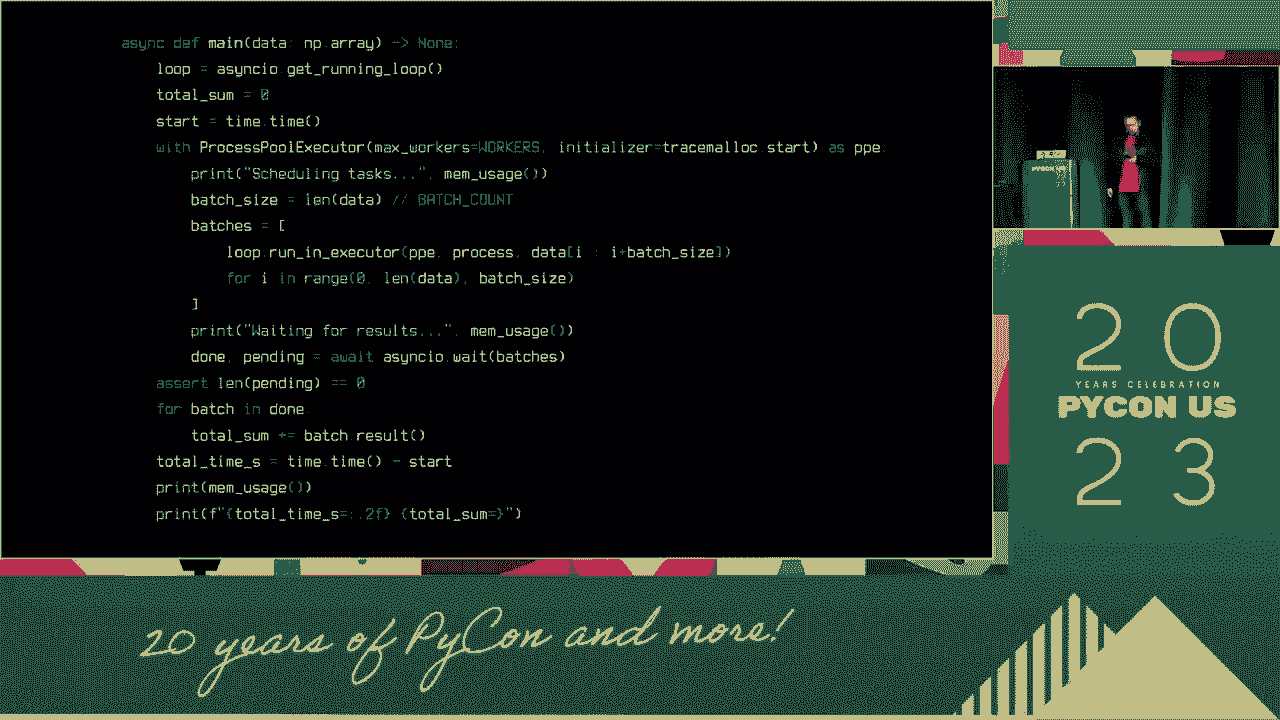 async def main(data: np.array) -> None:
    loop = asyncio.get_running_loop()
    total_sum = 0
    start = time.time()
    with ProcessPoolExecutor(max_workers=WORKERS, initializer=tracemalloc.start) as ppe:
        print("Scheduling tasks...", mem_usage())
        batch_size = len(data) // BATCH_COUNT
        batches = [
            loop.run_in_executor(ppe, process, data[i : i+batch_size])
            for i in range(0, len(data), batch_size)
        ]
        print("Waiting for results...", mem_usage())
        done, pending = await asyncio.wait(batches)
    assert len(pending) == 0
    for batch in done:
        total_sum += batch.result()
    total_time_s = time.time() - start
    print(mem_usage())
    print(f"{total_time_s=:.2f} {total_sum=}")
PYCON US
20
YEARS CELEBRATION
PYCON US
23
20 years of PyCon and more!